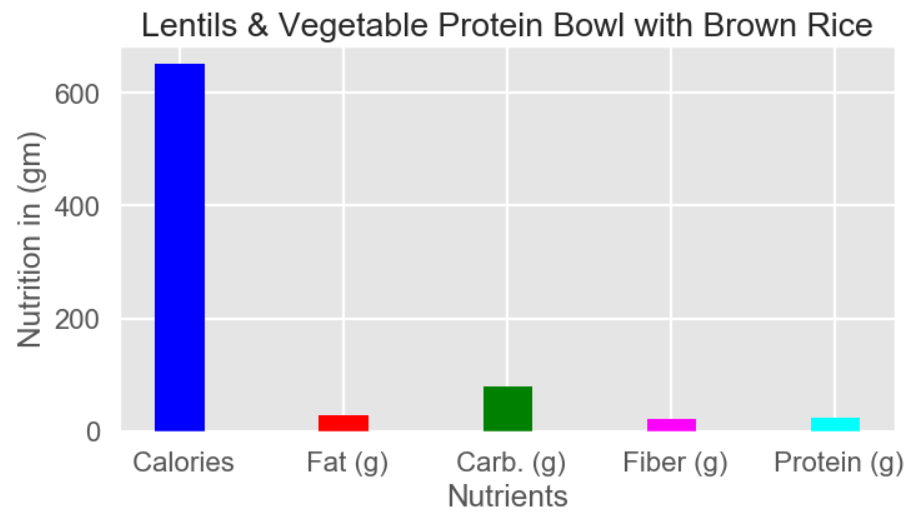 Lentils & Vegetable Protein Bowl with Brown Rice
Nutrition in (gm)
600
400
200
0
Calories Fat (g) Carb. (g) Fiber (g) Protein (g)
Nutrients